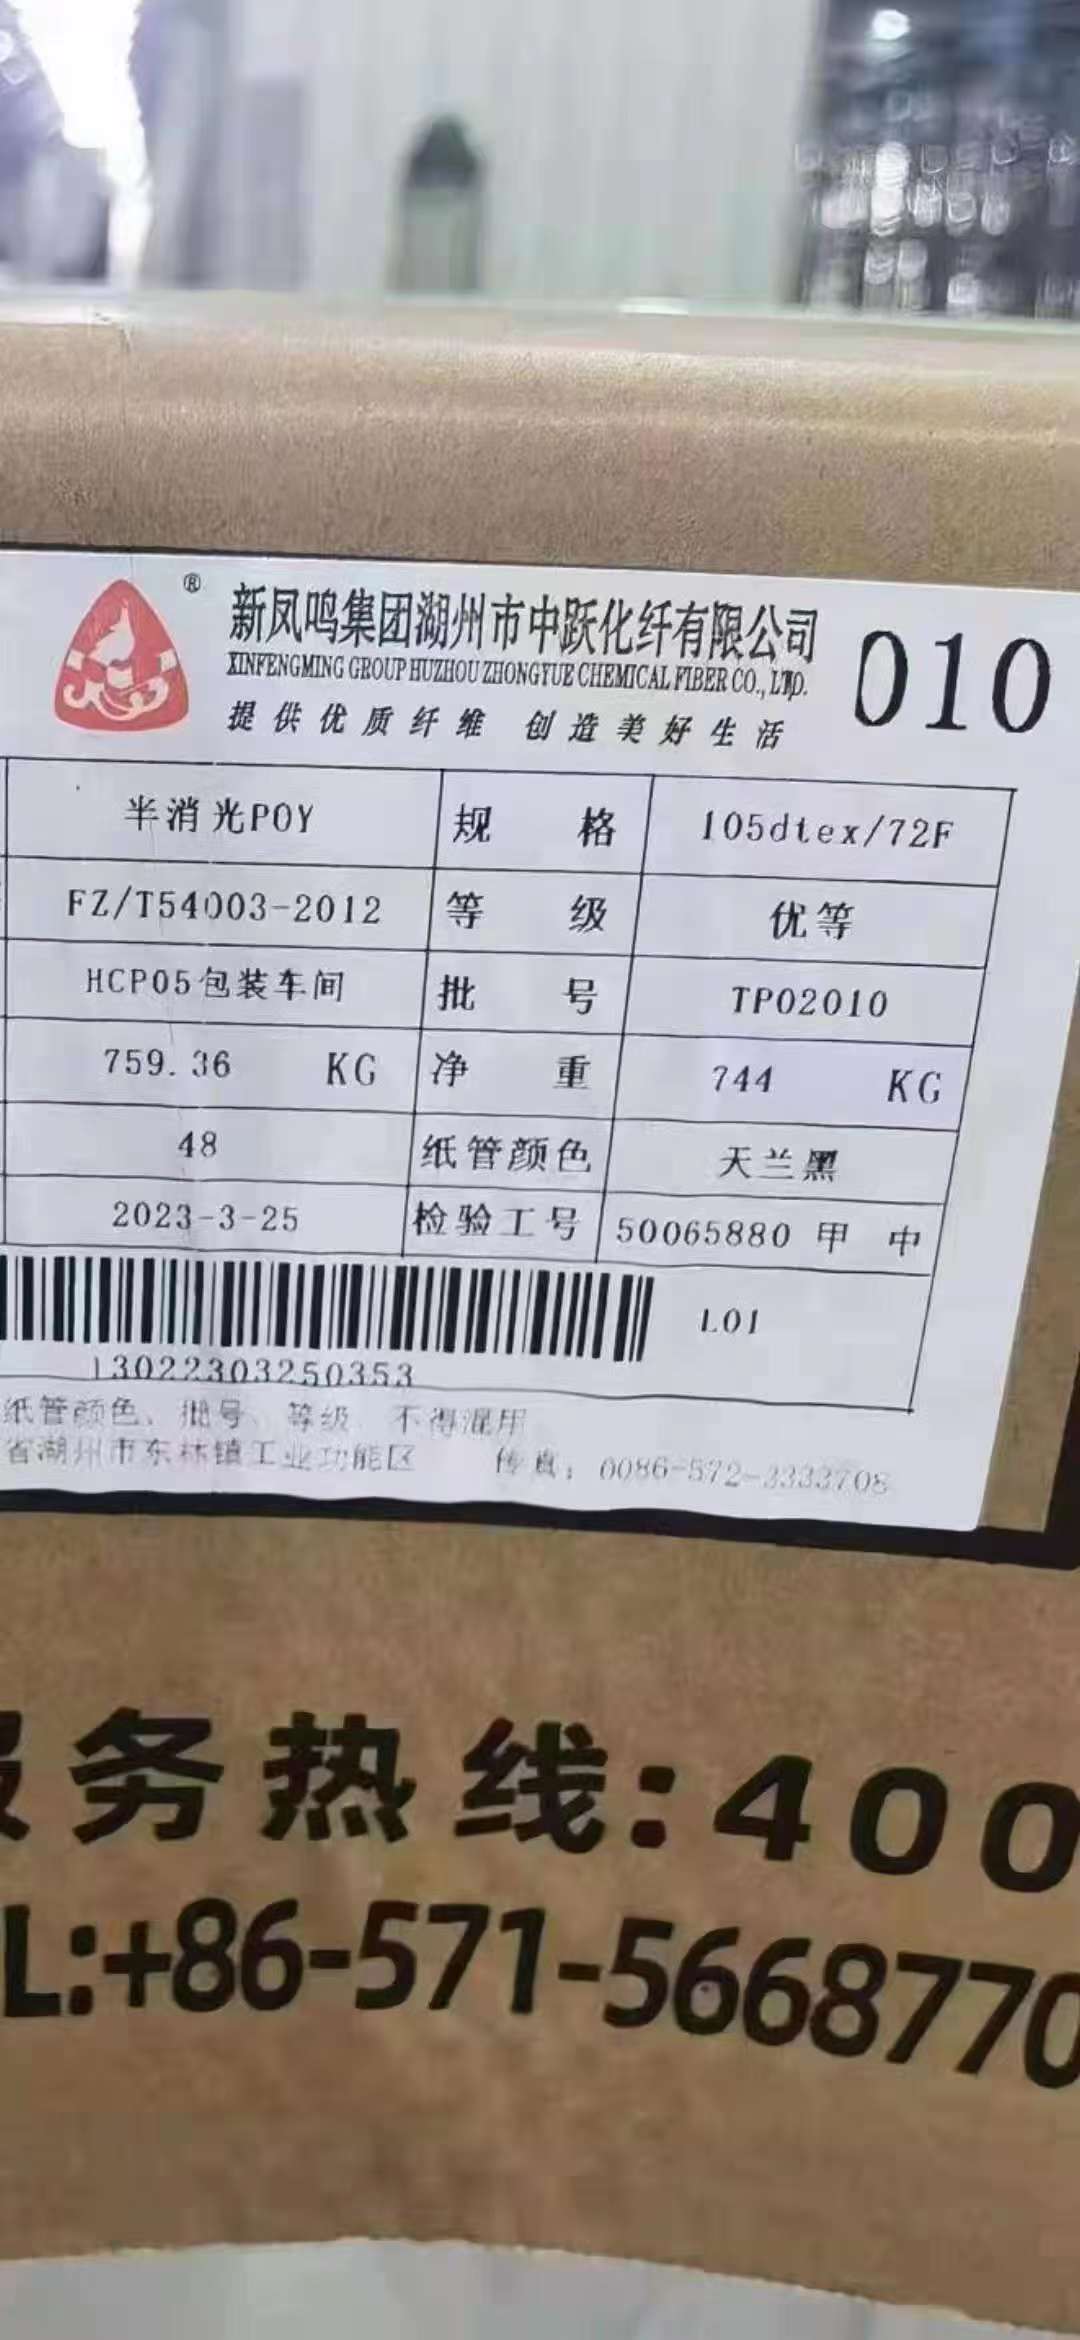 ®
新凤鸣集团湖州市中跃化纤有限公司
XINFENGMING GROUP HUZHOU ZHONGYUE CHEMICAL FIBER CO., LTD.
010
提供优质纤维 创造美好生活
半消光POY 规 格 105dtex/72F
FZ/T54003-2012 等 级 优等
HCP05包装车间 批 号 TP02010
759.36 KG 净 重 744 KG
48 纸管颜色 天兰黑
2023-3-25 检验工号 50065880 甲 中
L01
13022303250353
纸管颜色、批号、等级、不得混用
省湖州市东林镇工业功能区 传真：0086-572-3333708
服务热线:400
L:+86-571-5668770